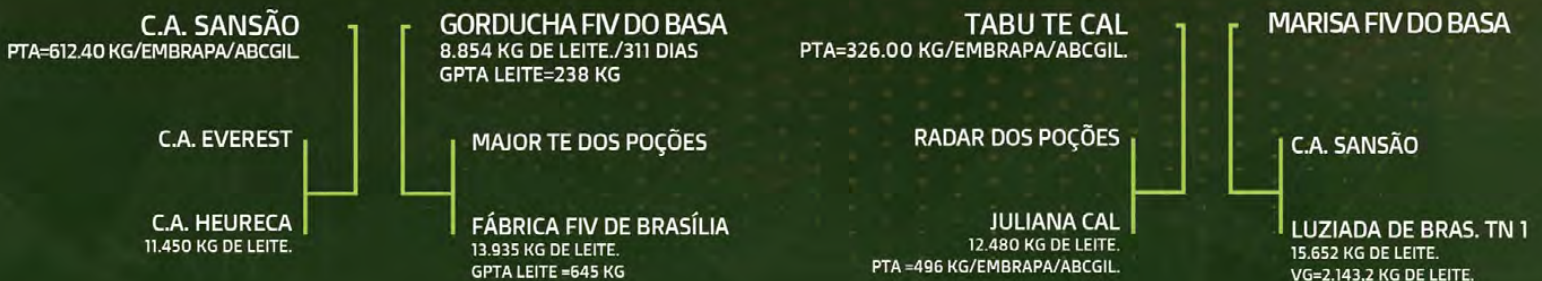 C.A. SANSÃO
PTA=612.40 KG/EMBRAPA/ABCGIL
C.A. EVEREST
C.A. HEURECA
11.450 KG DE LEITE.
GORDUCHA FIV DO BASA
8.854 KG DE LEITE./311 DIAS
GPTA LEITE=238 KG
MAJOR TE DOS POÇÕES
FÁBRICA FIV DE BRASÍLIA
13.935 KG DE LEITE.
GPTA LEITE =645 KG
TABU TE CAL
PTA=326.00 KG/EMBRAPA/ABCGIL.
RADAR DOS POÇÕES
JULIANA CAL
12.480 KG DE LEITE.
PTA =496 KG/EMBRAPA/ABCGIL.
MARISA FIV DO BASA
C.A. SANSÃO
LUZIADA DE BRAS. TN 1
15.652 KG DE LEITE.
VG=2.143,2 KG DE LEITE.